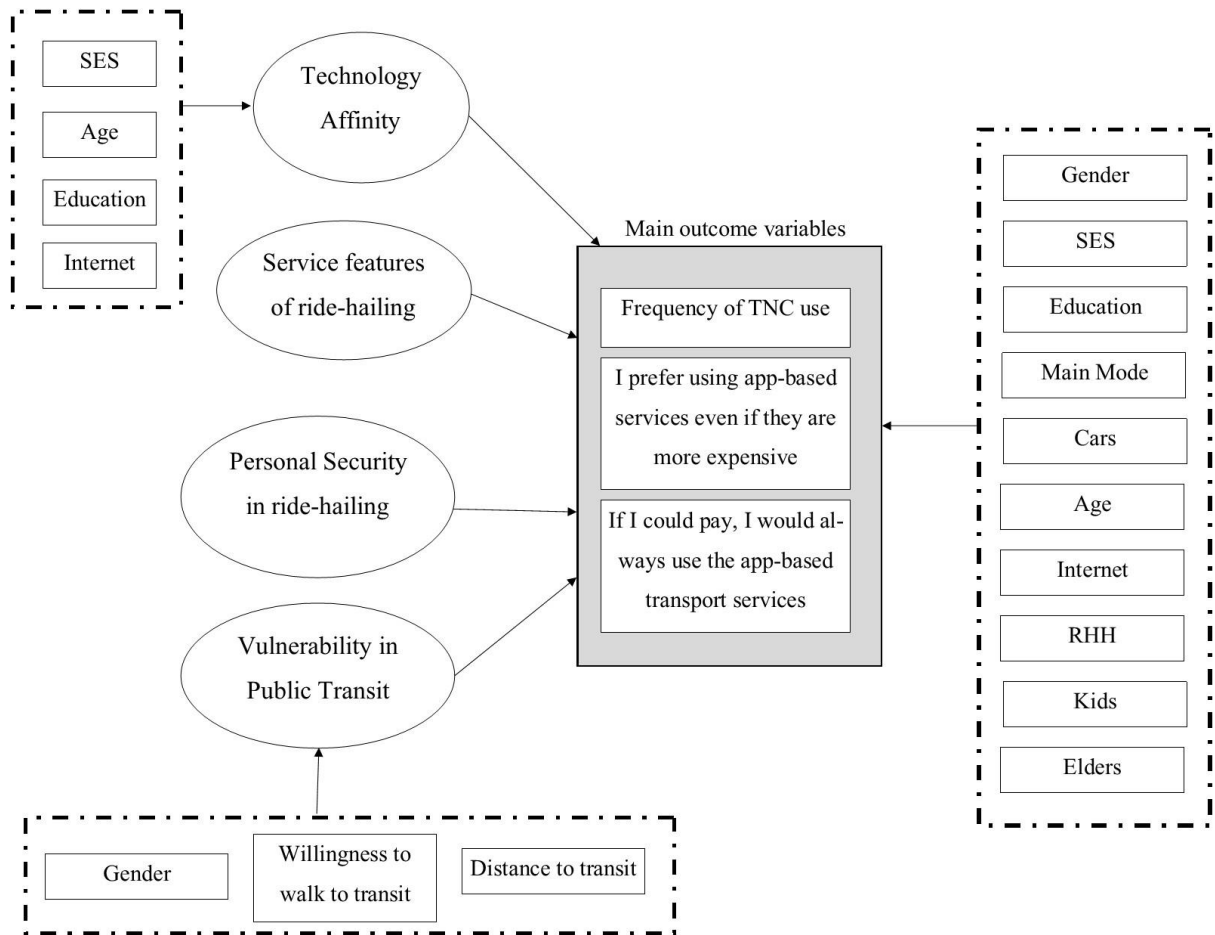 SES
Age
Education
Internet
Technology
Affinity
Service features
of ride-hailing
Personal Security
in ride-hailing
Vulnerability in
Public Transit
Gender
Willingness to
walk to transit
Distance to transit
Main outcome variables
Frequency of TNC use
I prefer using app-based
services even if they are
more expensive
If I could pay, I would al-
ways use the app-based
transport services
Gender
SES
Education
Main Mode
Cars
Age
Internet
RHH
Kids
Elders